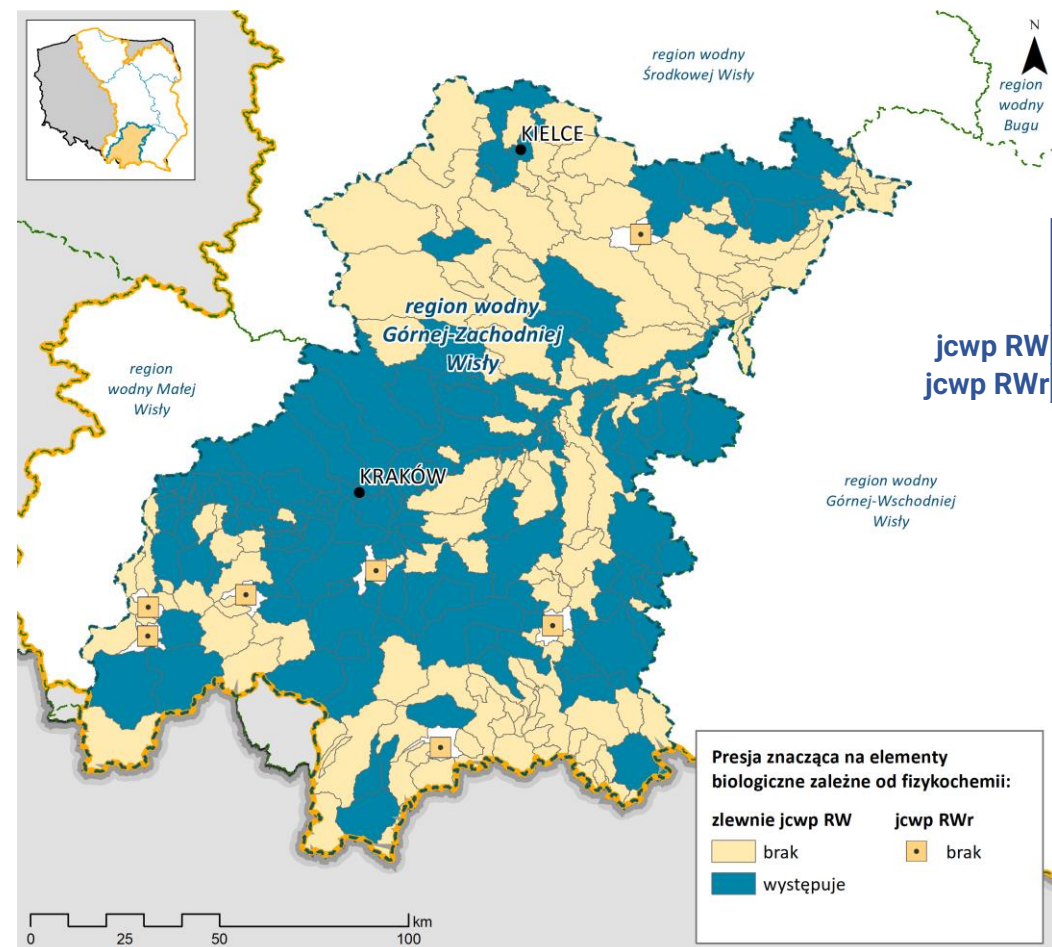 region wodny
Środkowej Wisły
N
region
wodny
Bugu
KIELCE
region wodny
Górnej-Zachodniej
Wisły
region
wodny Małej
Wisły
jcwp RW
jcwp RWr
KRAKÓW
region wodny
Górnej-Wschodniej
Wisły
Presja znacząca na elementy
biologiczne zależne od fizykochemii:
zlewnie jcwp RW jcwp RWr
brak brak
występuje
km
0 25 50 100